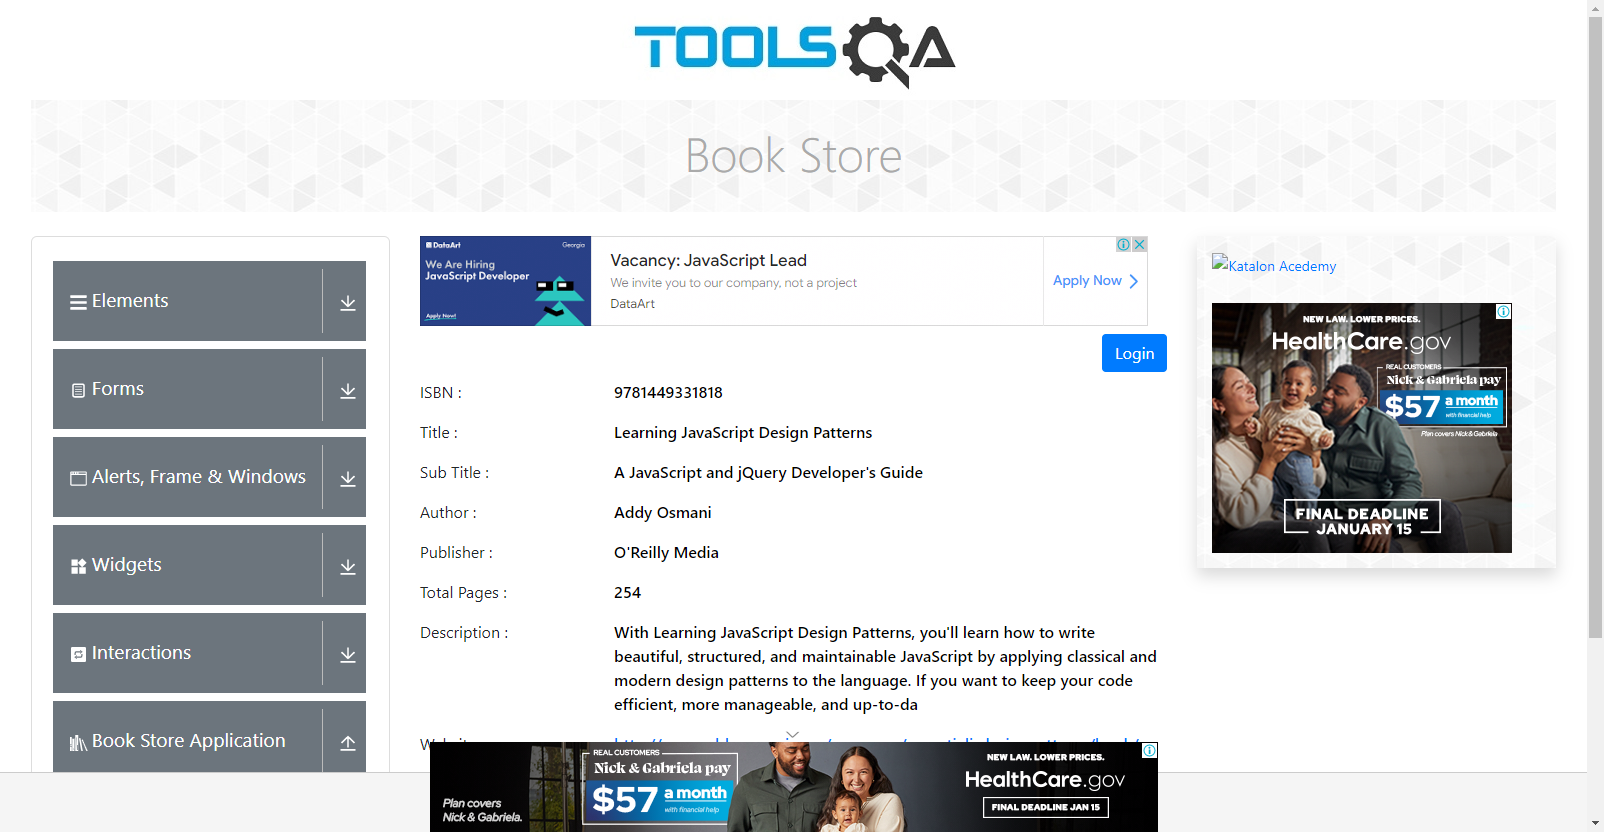 TOOLSQA
Book Store
Elements
Forms
Alerts, Frame & Windows
Widgets
Interactions
Book Store Application
DataArt
Georgia
We Are Hiring
JavaScript Developer
Apply Now!
Vacancy: JavaScript Lead
We invite you to our company, not a project
DataArt
Apply Now
Login
ISBN :
9781449331818
Title :
Learning JavaScript Design Patterns
Sub Title :
A JavaScript and jQuery Developer's Guide
Author :
Addy Osmani
Publisher :
O'Reilly Media
Total Pages :
254
Description :
With Learning JavaScript Design Patterns, you'll learn how to write
beautiful, structured, and maintainable JavaScript by applying classical and
modern design patterns to the language. If you want to keep your code
efficient, more manageable, and up-to-da
Katalon Acedemy
NEW LAW. LOWER PRICES.
HealthCare.gov
REAL CUSTOMERS
Nick & Gabriela pay
$57 a month
with financial help
Plan covers Nick & Gabriela
FINAL DEADLINE
JANUARY 15
REAL CUSTOMERS
Nick & Gabriela pay
$57 a month
with financial help
Plan covers
Nick & Gabriela.
NEW LAW. LOWER PRICES.
HealthCare.gov
FINAL DEADLINE JAN 15